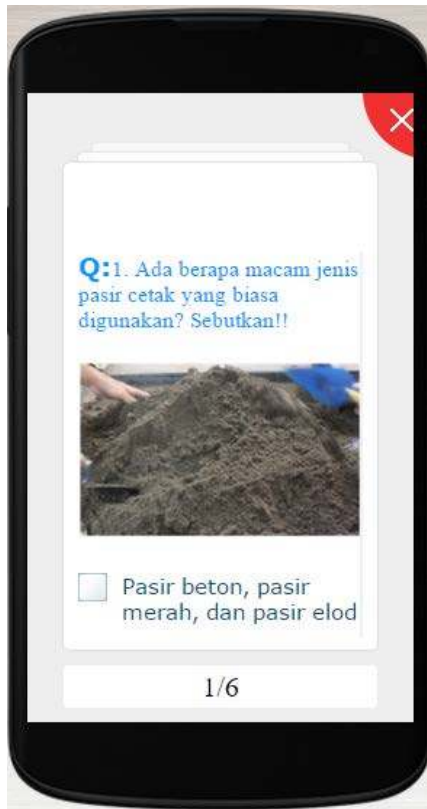 Q:1. Ada berapa macam jenis
pasir cetak yang biasa
digunakan? Sebutkan!!
Pasir beton, pasir
merah, dan pasir elod
1/6